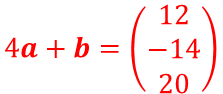 4a + b = (12
−14
20)